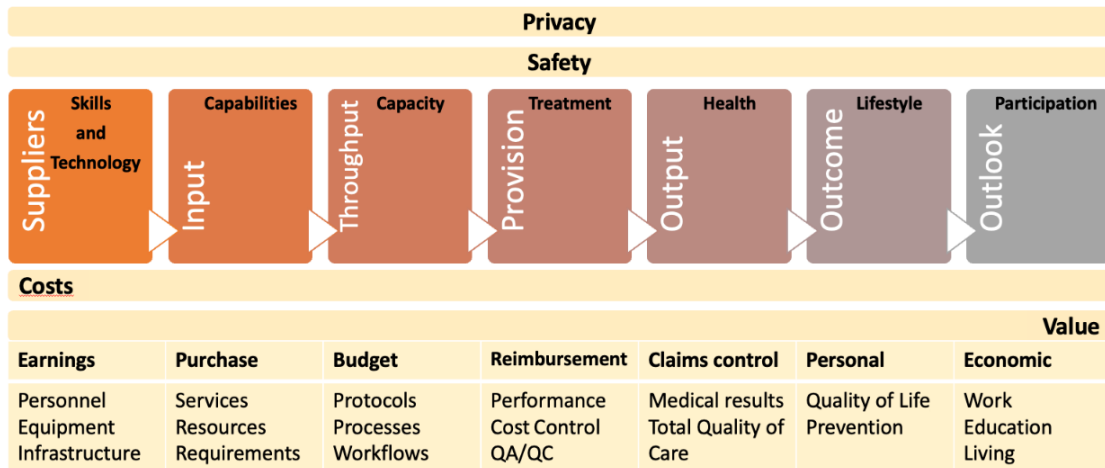 Privacy
Safety
Suppliers
Skills
and
Technology
Input
Capabilities
Throughput
Capacity
Provision
Treatment
Output
Health
Outcome
Lifestyle
Outlook
Participation
Costs
Value
Earnings
Purchase
Budget
Reimbursement
Claims control
Personal
Economic
Personnel
Equipment
Infrastructure
Services
Resources
Requirements
Protocols
Processes
Workflows
Performance
Cost Control
QA/QC
Medical results
Total Quality of
Care
Quality of Life
Prevention
Work
Education
Living